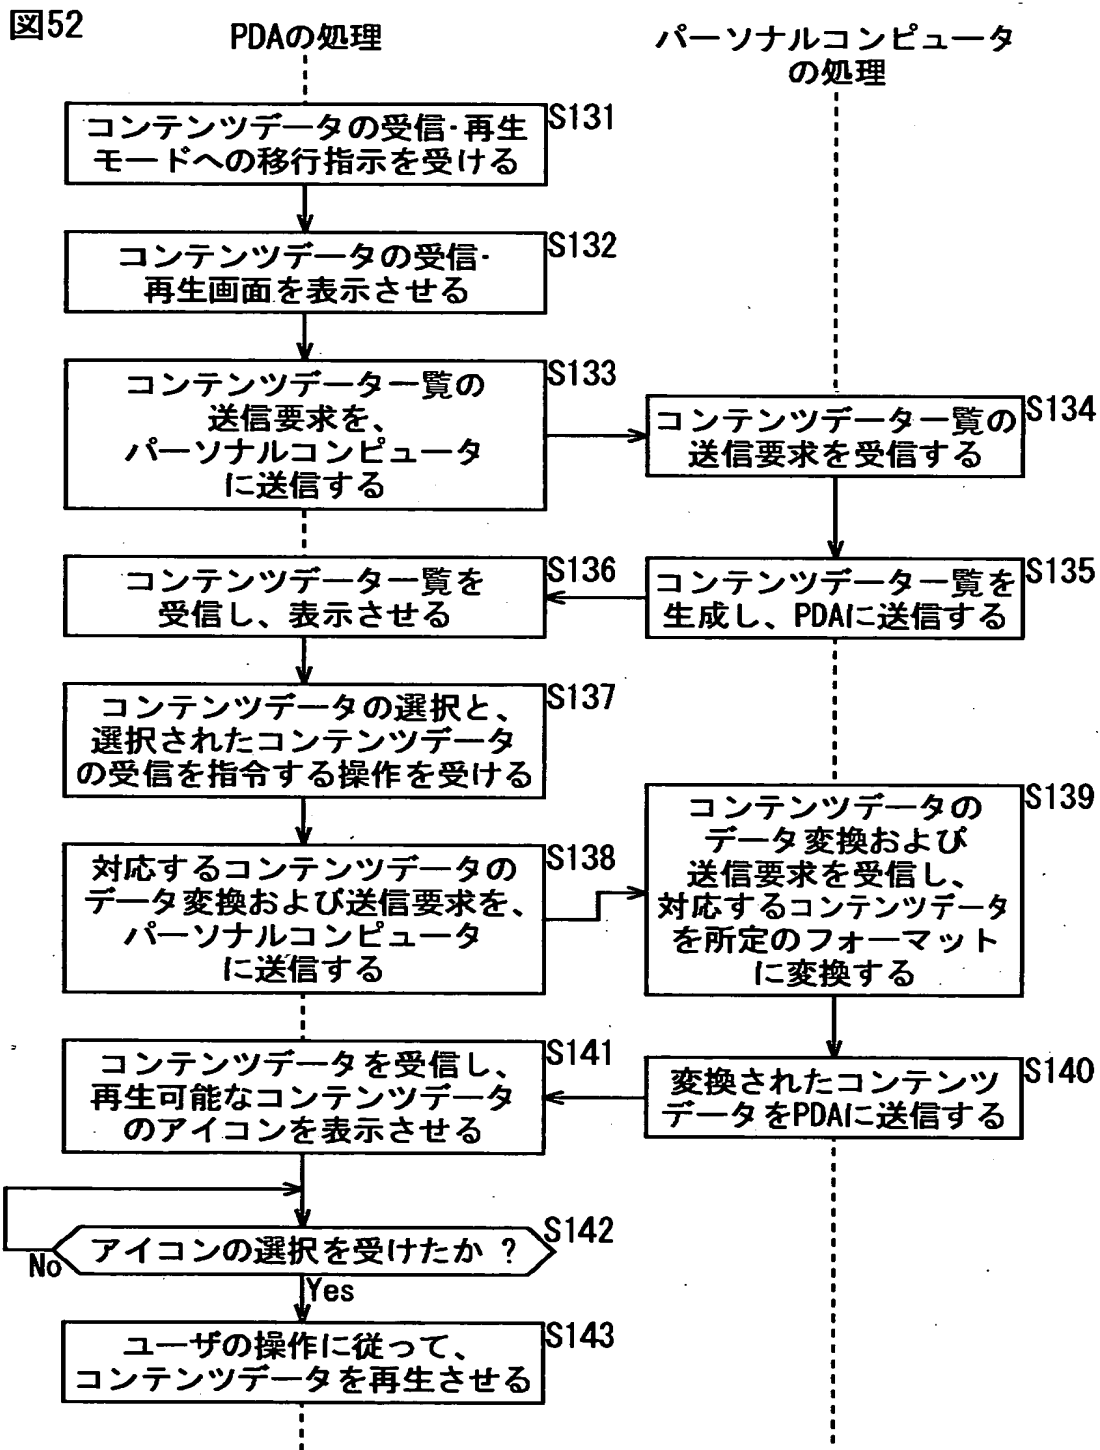 図52
PDAの処理
パーソナルコンピュータ
の処理
S131
コンテンツデータの受信・再生
モードへの移行指示を受ける
S132
コンテンツデータの受信・
再生画面を表示させる
S133
コンテンツデータ一覧の
送信要求を、
パーソナルコンピュータ
に送信する
S134
コンテンツデータ一覧の
送信要求を受信する
S135
コンテンツデータ一覧を
生成し、PDAに送信する
S136
コンテンツデータ一覧を
受信し、表示させる
S137
コンテンツデータの選択と、
選択されたコンテンツデータ
の受信を指令する操作を受ける
S138
対応するコンテンツデータの
データ変換および送信要求を、
パーソナルコンピュータ
に送信する
S139
コンテンツデータの
データ変換および
送信要求を受信し、
対応するコンテンツデータ
を所定のフォーマット
に変換する
S140
変換されたコンテンツ
データをPDAに送信する
S141
コンテンツデータを受信し、
再生可能なコンテンツデータ
のアイコンを表示させる
S142
アイコンの選択を受けたか ?
No
Yes
S143
ユーザの操作に従って、
コンテンツデータを再生させる